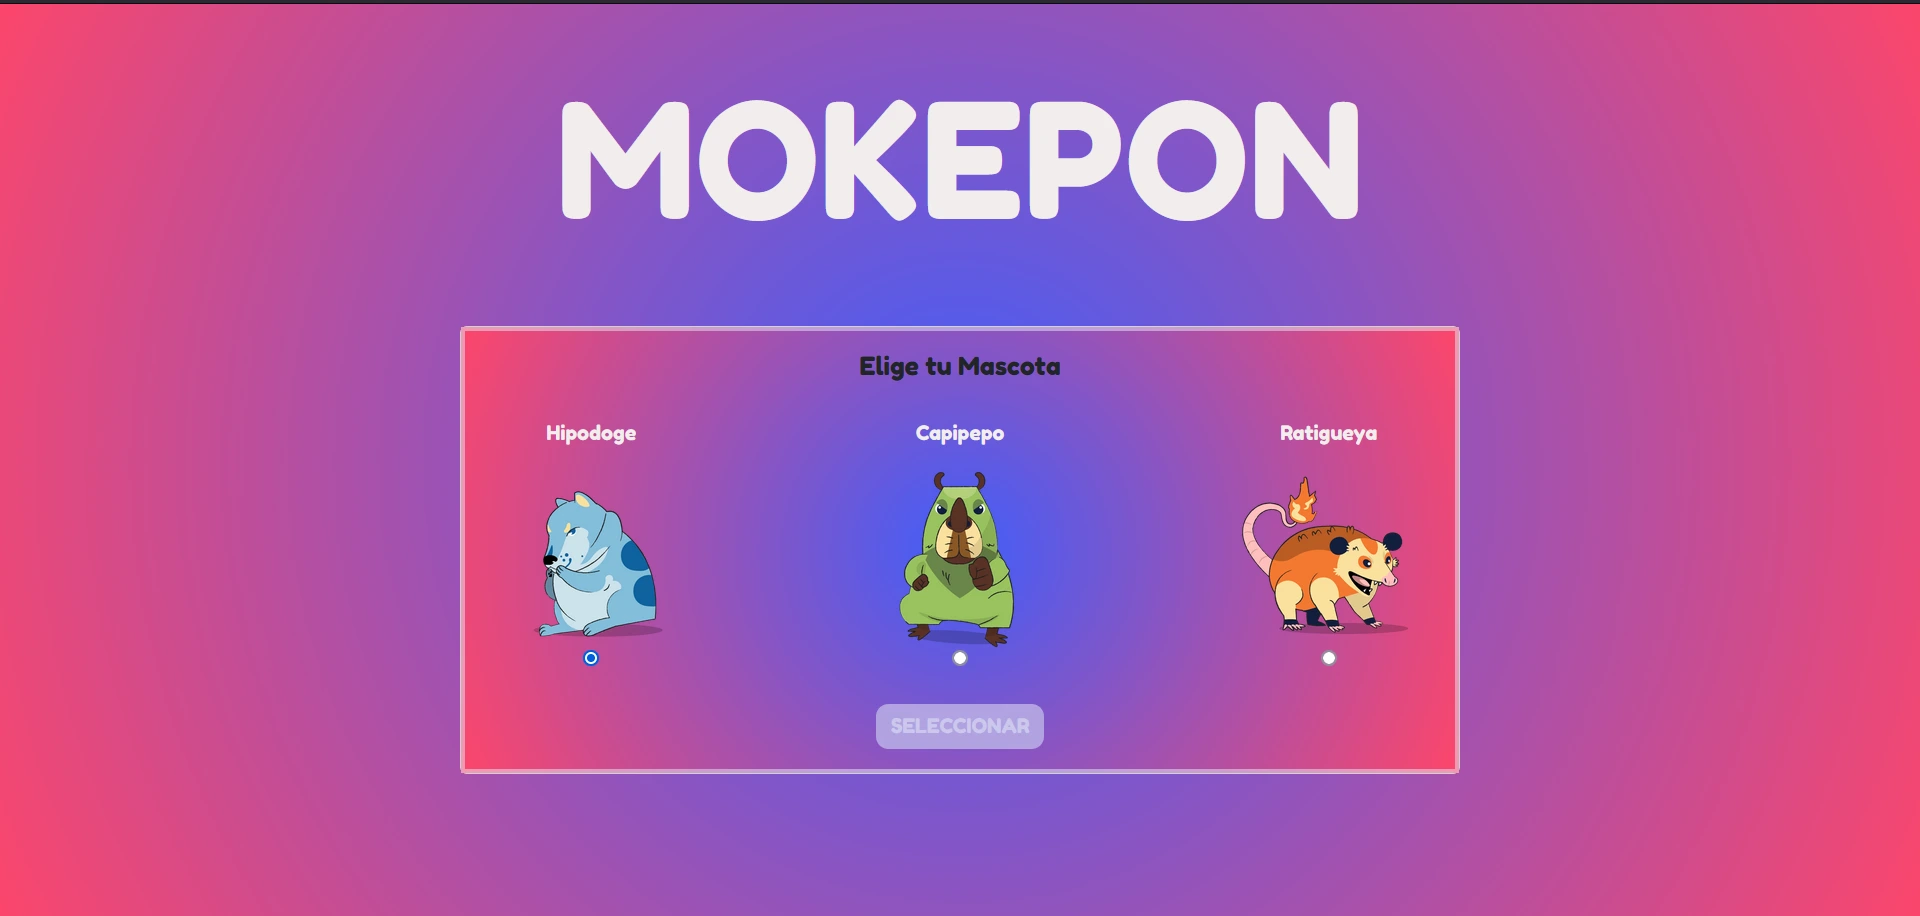 MOKEPON
Elige tu Mascota
Hipodoge
Capipepo
Ratigueya
SELECCIONAR